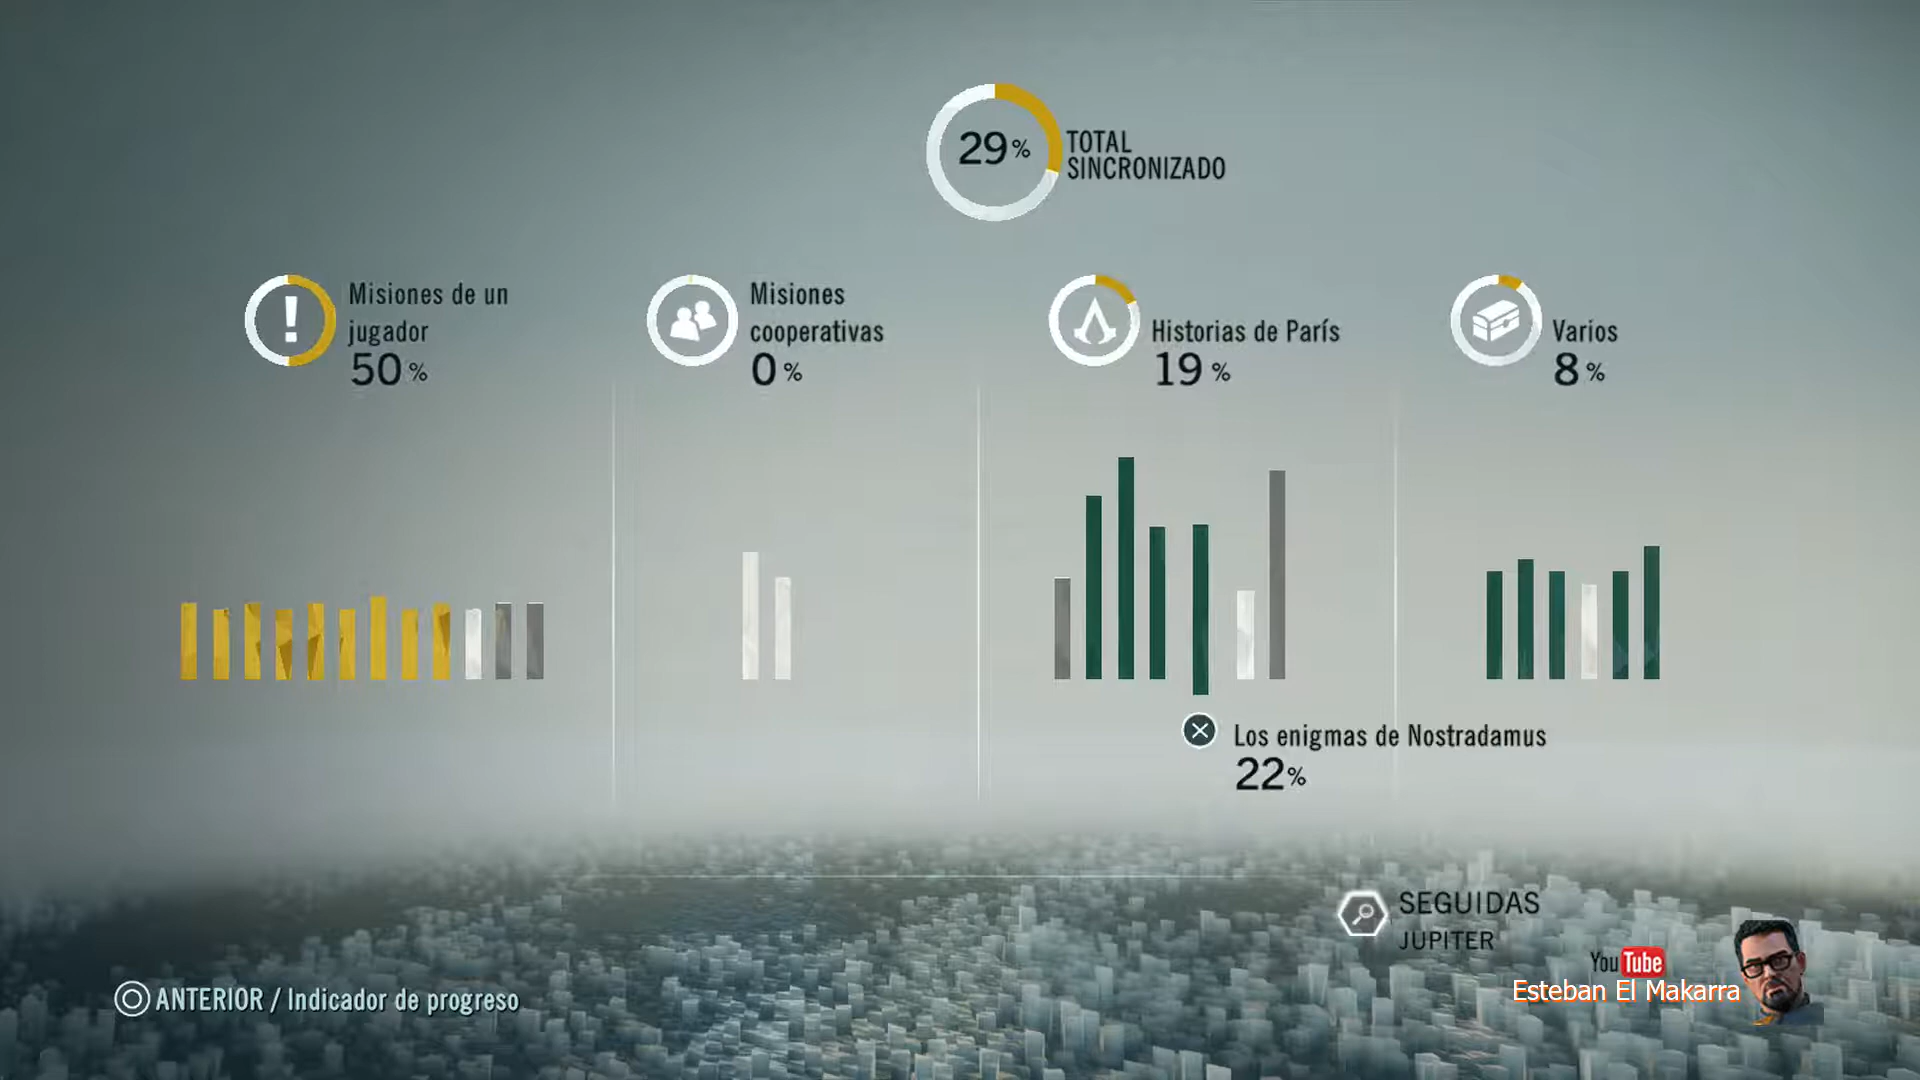 29%
TOTAL
SINCRONIZADO
Misiones de un
jugador
50 %
Misiones
cooperativas
0 %
Historias de París
19 %
Varios
8 %
Los enigmas de Nostradamus
22%
SEGUIDAS
JUPITER
YouTube
Esteban El Makarra
ANTERIOR / Indicador de progreso